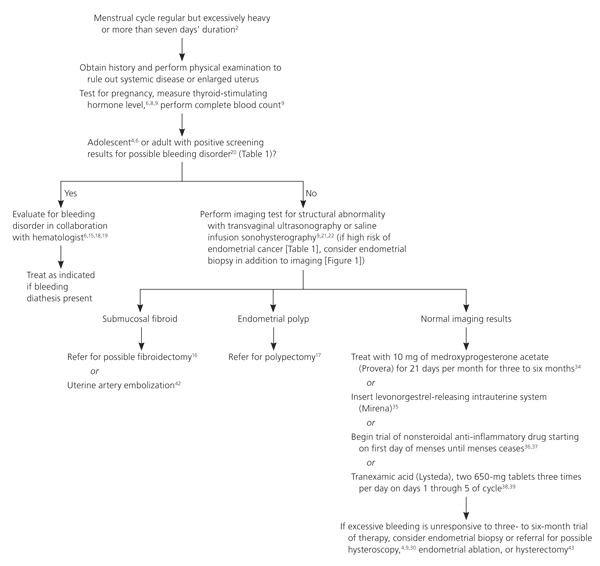 Menstrual cycle regular but excessively heavy
or more than seven days' duration2
Obtain history and perform physical examination to
rule out systemic disease or enlarged uterus
Test for pregnancy, measure thyroid-stimulating
hormone level,6,8,9 perform complete blood count9
Adolescent4,6 or adult with positive screening
results for possible bleeding disorder20 (Table 1)?
Yes
No
Evaluate for bleeding
disorder in collaboration
with hematologist6,15,18,19
Treat as indicated
if bleeding
diathesis present
Perform imaging test for structural abnormality
with transvaginal ultrasonography or saline
infusion sonohysterography9,21,22 (if high risk of
endometrial cancer [Table 1], consider endometrial
biopsy in addition to imaging [Figure 1])
Submucosal fibroid
Refer for possible fibroidectomy16
or
Uterine artery embolization42
Endometrial polyp
Refer for polypectomy17
Normal imaging results
Treat with 10 mg of medroxyprogesterone acetate
(Provera) for 21 days per month for three to six months34
or
Insert levonorgestrel-releasing intrauterine system
(Mirena)35
or
Begin trial of nonsteroidal anti-inflammatory drug starting
on first day of menses until menses ceases36,37
or
Tranexamic acid (Lysteda), two 650-mg tablets three times
per day on days 1 through 5 of cycle38,39
If excessive bleeding is unresponsive to three- to six-month trial
of therapy, consider endometrial biopsy or referral for possible
hysteroscopy,4,9,30 endometrial ablation, or hysterectomy43